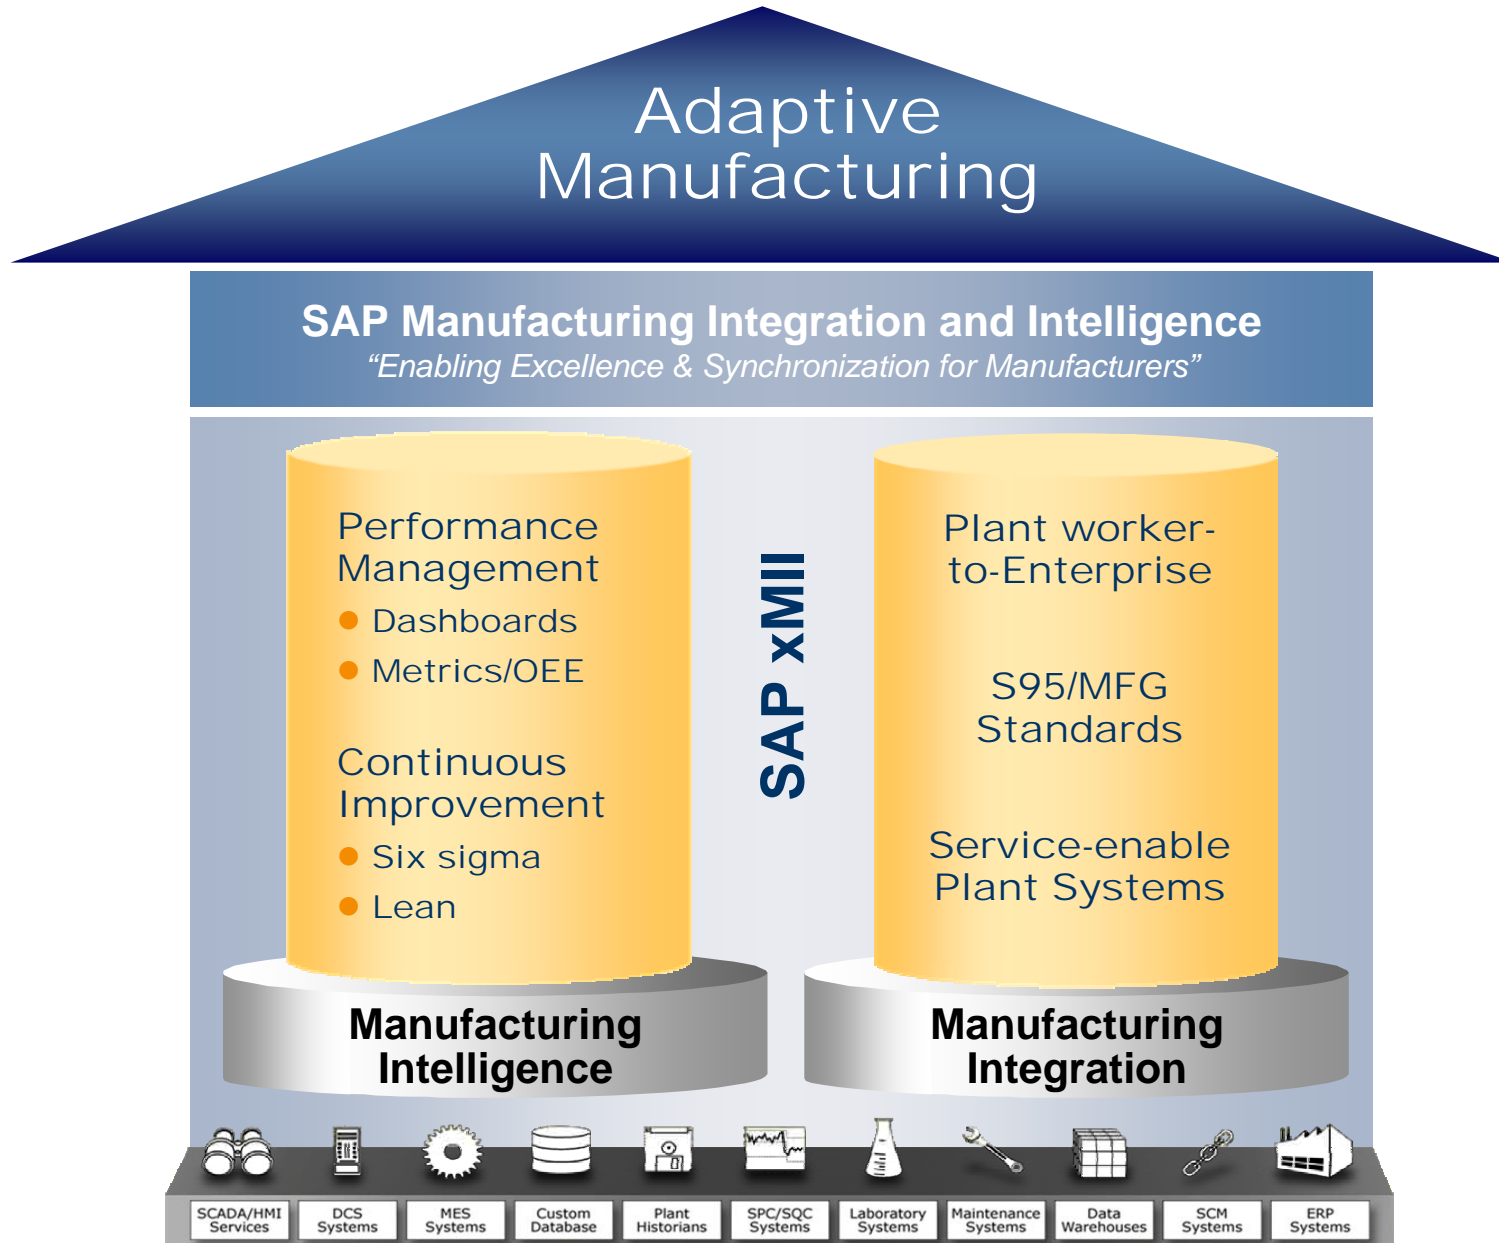 Adaptive
Manufacturing
SAP Manufacturing Integration and Intelligence
“Enabling Excellence & Synchronization for Manufacturers”
Performance
Management
Dashboards
Metrics/OEE
Continuous
Improvement
Six sigma
Lean
SAP xMII
Plant worker-
to-Enterprise
S95/MFG
Standards
Service-enable
Plant Systems
Manufacturing
Intelligence
Manufacturing
Integration
SCADA/HMI
Services
DCS
Systems
MES
Systems
Custom
Database
Plant
Historians
SPC/SQC
Systems
Laboratory
Systems
Maintenance
Systems
Data
Warehouses
SCM
Systems
ERP
Systems